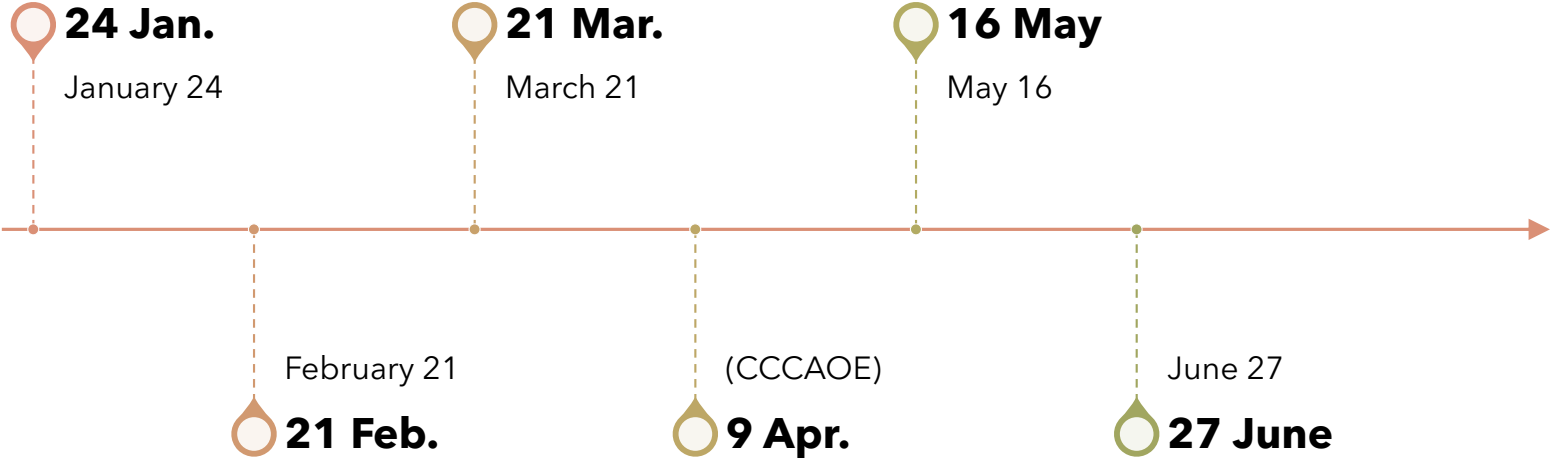 24 Jan.
January 24
21 Mar.
March 21
16 May
May 16
February 21
21 Feb.
(CCCAOE)
9 Apr.
June 27
27 June